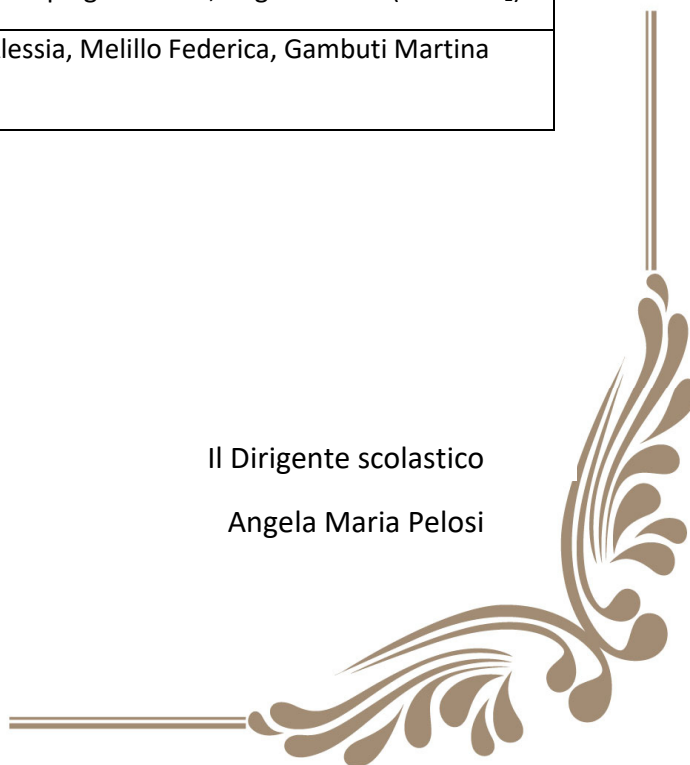 lessia, Melillo Federica, Gambuti Martina
Il Dirigente scolastico
Angela Maria Pelosi